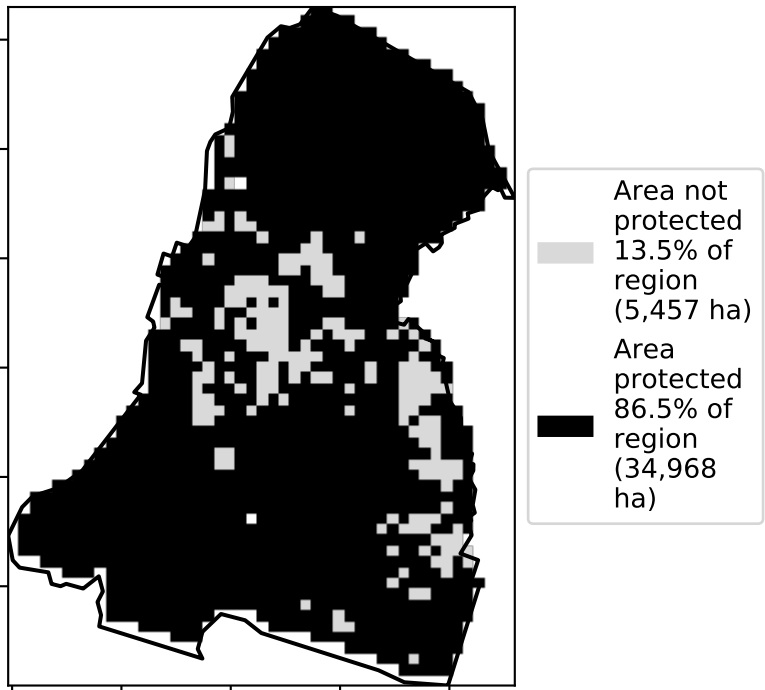 Area not
protected
13.5% of
region
(5,457 ha)
Area
protected
86.5% of
region
(34,968
ha)